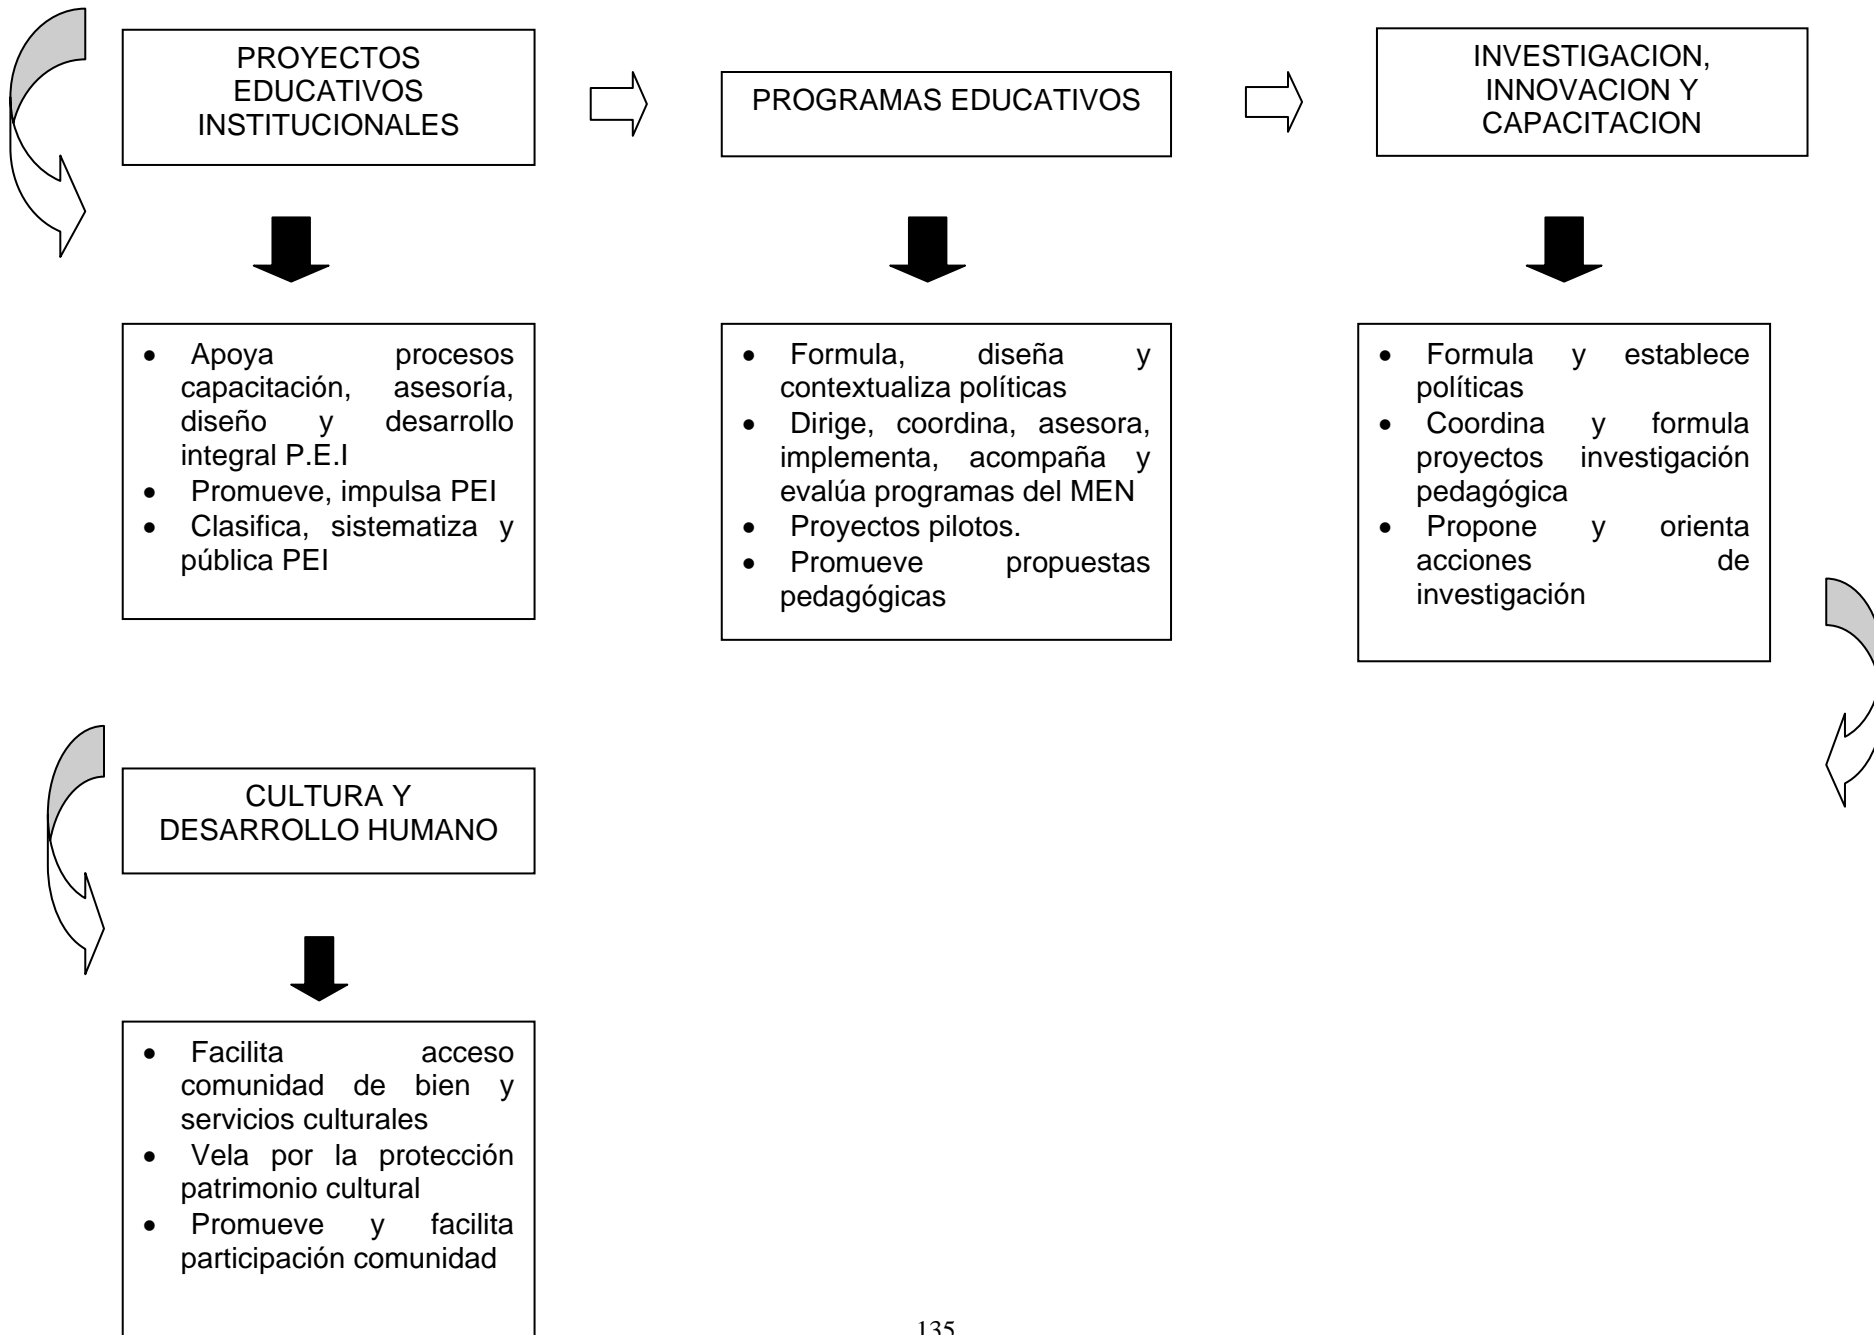 PROYECTOS
EDUCATIVOS
INSTITUCIONALES
PROGRAMAS EDUCATIVOS
INVESTIGACION,
INNOVACION Y
CAPACITACION
• Apoya procesos
capacitación, asesoría,
diseño y desarrollo
integral P.E.I
• Promueve, impulsa PEI
• Clasifica, sistematiza y
pública PEI
• Formula, diseña y
contextualiza políticas
• Dirige, coordina, asesora,
implementa, acompaña y
evalúa programas del MEN
• Proyectos pilotos.
• Promueve propuestas
pedagógicas
• Formula y establece
políticas
• Coordina y formula
proyectos investigación
pedagógica
• Propone y orienta
acciones de
investigación
CULTURA Y
DESARROLLO HUMANO
• Facilita acceso
comunidad de bien y
servicios culturales
• Vela por la protección
patrimonio cultural
• Promueve y facilita
participación comunidad
135